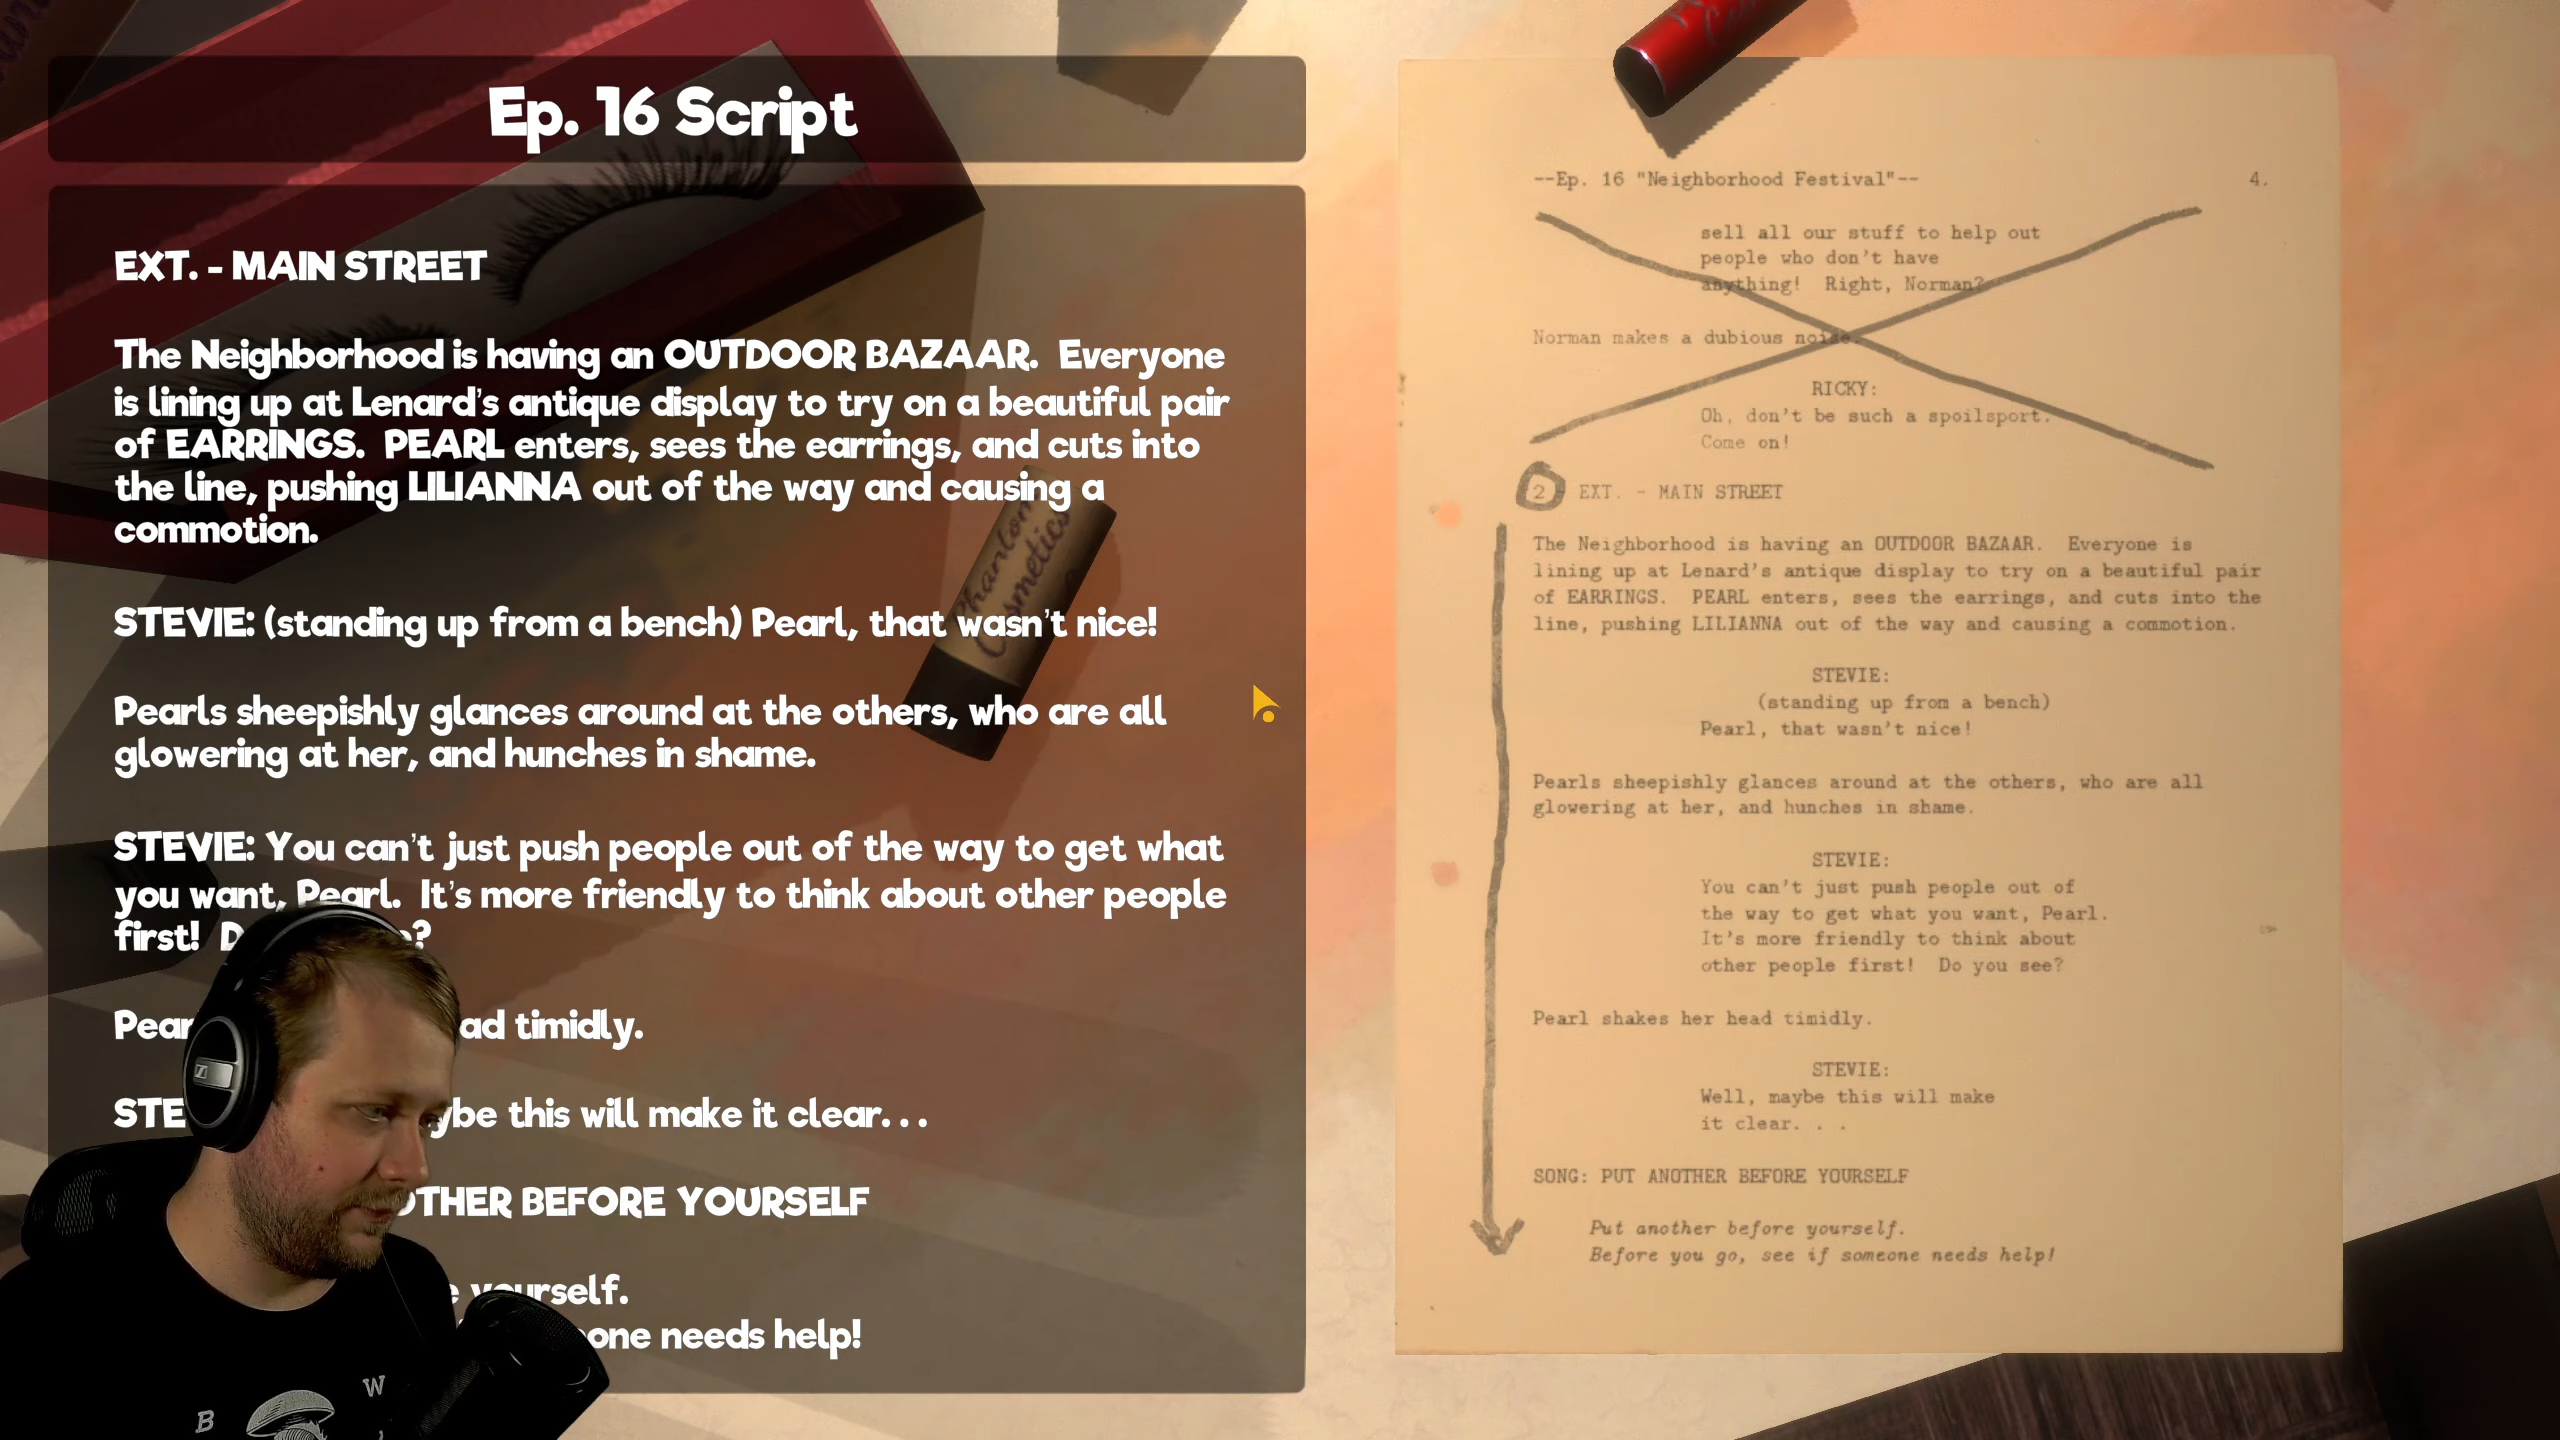 Ep. 16 Script
EXT. - MAIN STREET
The Neighborhood is having an OUTDOOR BAZAAR.  Everyone
is lining up at Lenard's antique display to try on a beautiful pair
of EARRINGS.  PEARL enters, sees the earrings, and cuts into
the line, pushing LILIANNA out of the way and causing a
commotion.
STEVIE: (standing up from a bench) Pearl, that wasn't nice!
Pearls sheepishly glances around at the others, who are all
glowering at her, and hunches in shame.
STEVIE: You can't just push people out of the way to get what
you want, Pearl.  It's more friendly to think about other people
first!
timidly.
this will make it clear. . .
BEFORE YOURSELF
yourself.
needs help!
Phantom
Cosmetics
B
W
--Ep. 16 "Neighborhood Festival"-- 4.
sell all our stuff to help out
people who don't have
anything!  Right, Norman?
Norman makes a dubious noise.
RICKY:
Oh, don't be such a spoilsport.
Come on!
2 EXT. - MAIN STREET
The Neighborhood is having an OUTDOOR BAZAAR.  Everyone is
lining up at Lenard's antique display to try on a beautiful pair
of EARRINGS.  PEARL enters, sees the earrings, and cuts into the
line, pushing LILIANNA out of the way and causing a commotion.
STEVIE:
(standing up from a bench)
Pearl, that wasn't nice!
Pearls sheepishly glances around at the others, who are all
glowering at her, and hunches in shame.
STEVIE:
You can't just push people out of
the way to get what you want, Pearl.
It's more friendly to think about
other people first!  Do you see?
Pearl shakes her head timidly.
STEVIE:
Well, maybe this will make
it clear. . .
SONG: PUT ANOTHER BEFORE YOURSELF
Put another before yourself.
Before you go, see if someone needs help!